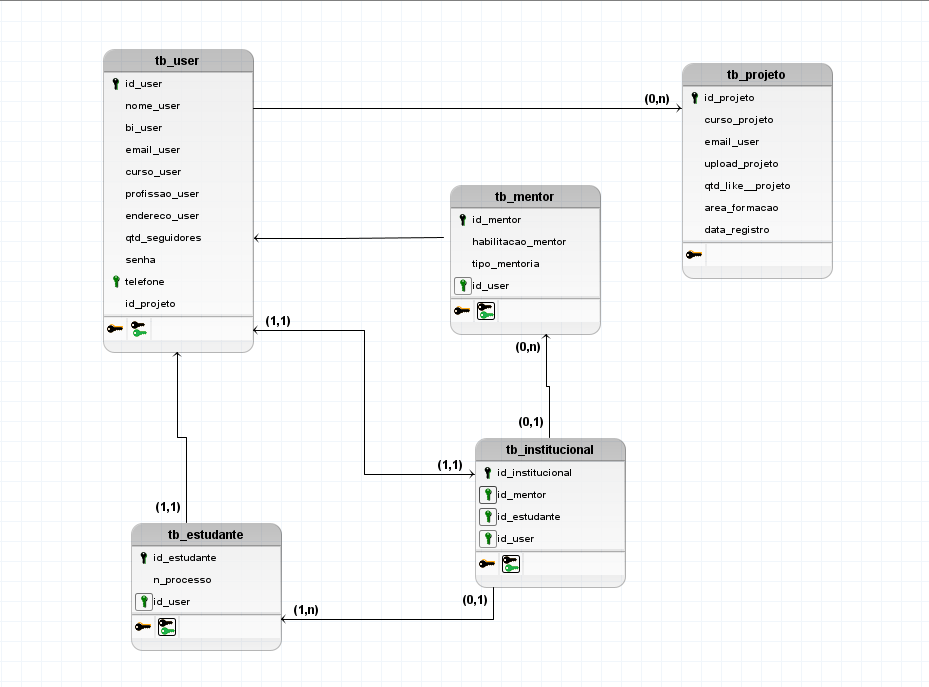 tb_user
id_user
nome_user
bi_user
email_user
curso_user
profissao_user
endereco_user
qtd_seguidores
senha
telefone
id_projeto
(0,n)
tb_projeto
id_projeto
curso_projeto
email_user
upload_projeto
qtd_like__projeto
area_formacao
data_registro
tb_mentor
id_mentor
habilitacao_mentor
tipo_mentoria
id_user
(1,1)
(0,n)
(0,1)
(1,1)
tb_institucional
id_institucional
id_mentor
id_estudante
id_user
(1,1)
tb_estudante
id_estudante
n_processo
id_user
(1,n)
(0,1)